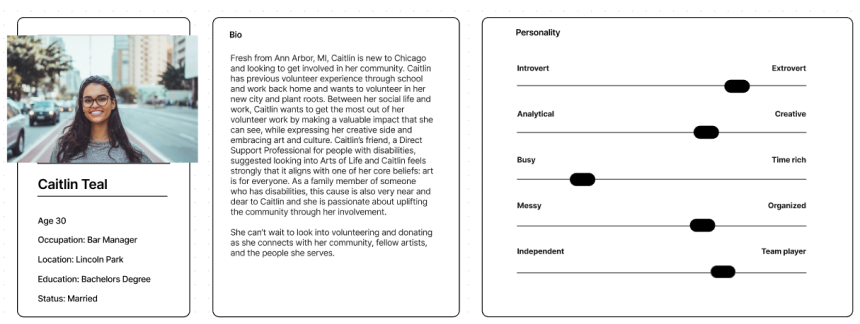 Caitlin Teal
Age 30
Occupation: Bar Manager
Location: Lincoln Park
Education: Bachelors Degree
Status: Married
Bio
Fresh from Ann Arbor, MI, Caitlin is new to Chicago
and looking to get involved in her community. Caitlin
has previous volunteer experience through school
and work back home and wants to volunteer in her
new city and plant roots. Between her social life and
work, Caitlin wants to get the most out of her
volunteer work by making a valuable impact that she
can see, while expressing her creative side and
embracing art and culture. Caitlin's friend, a Direct
Support Professional for people with disabilities,
suggested looking into Arts of Life and Caitlin feels
strongly that it aligns with one of her core beliefs: art
is for everyone. As a family member of someone
who has disabilities, this cause is also very near and
dear to Caitlin and she is passionate about uplifting
the community through her involvement.
She can't wait to look into volunteering and donating
as she connects with her community, fellow artists,
and the people she serves.
Personality
Introvert Extrovert
Analytical Creative
Busy Time rich
Messy Organized
Independent Team player